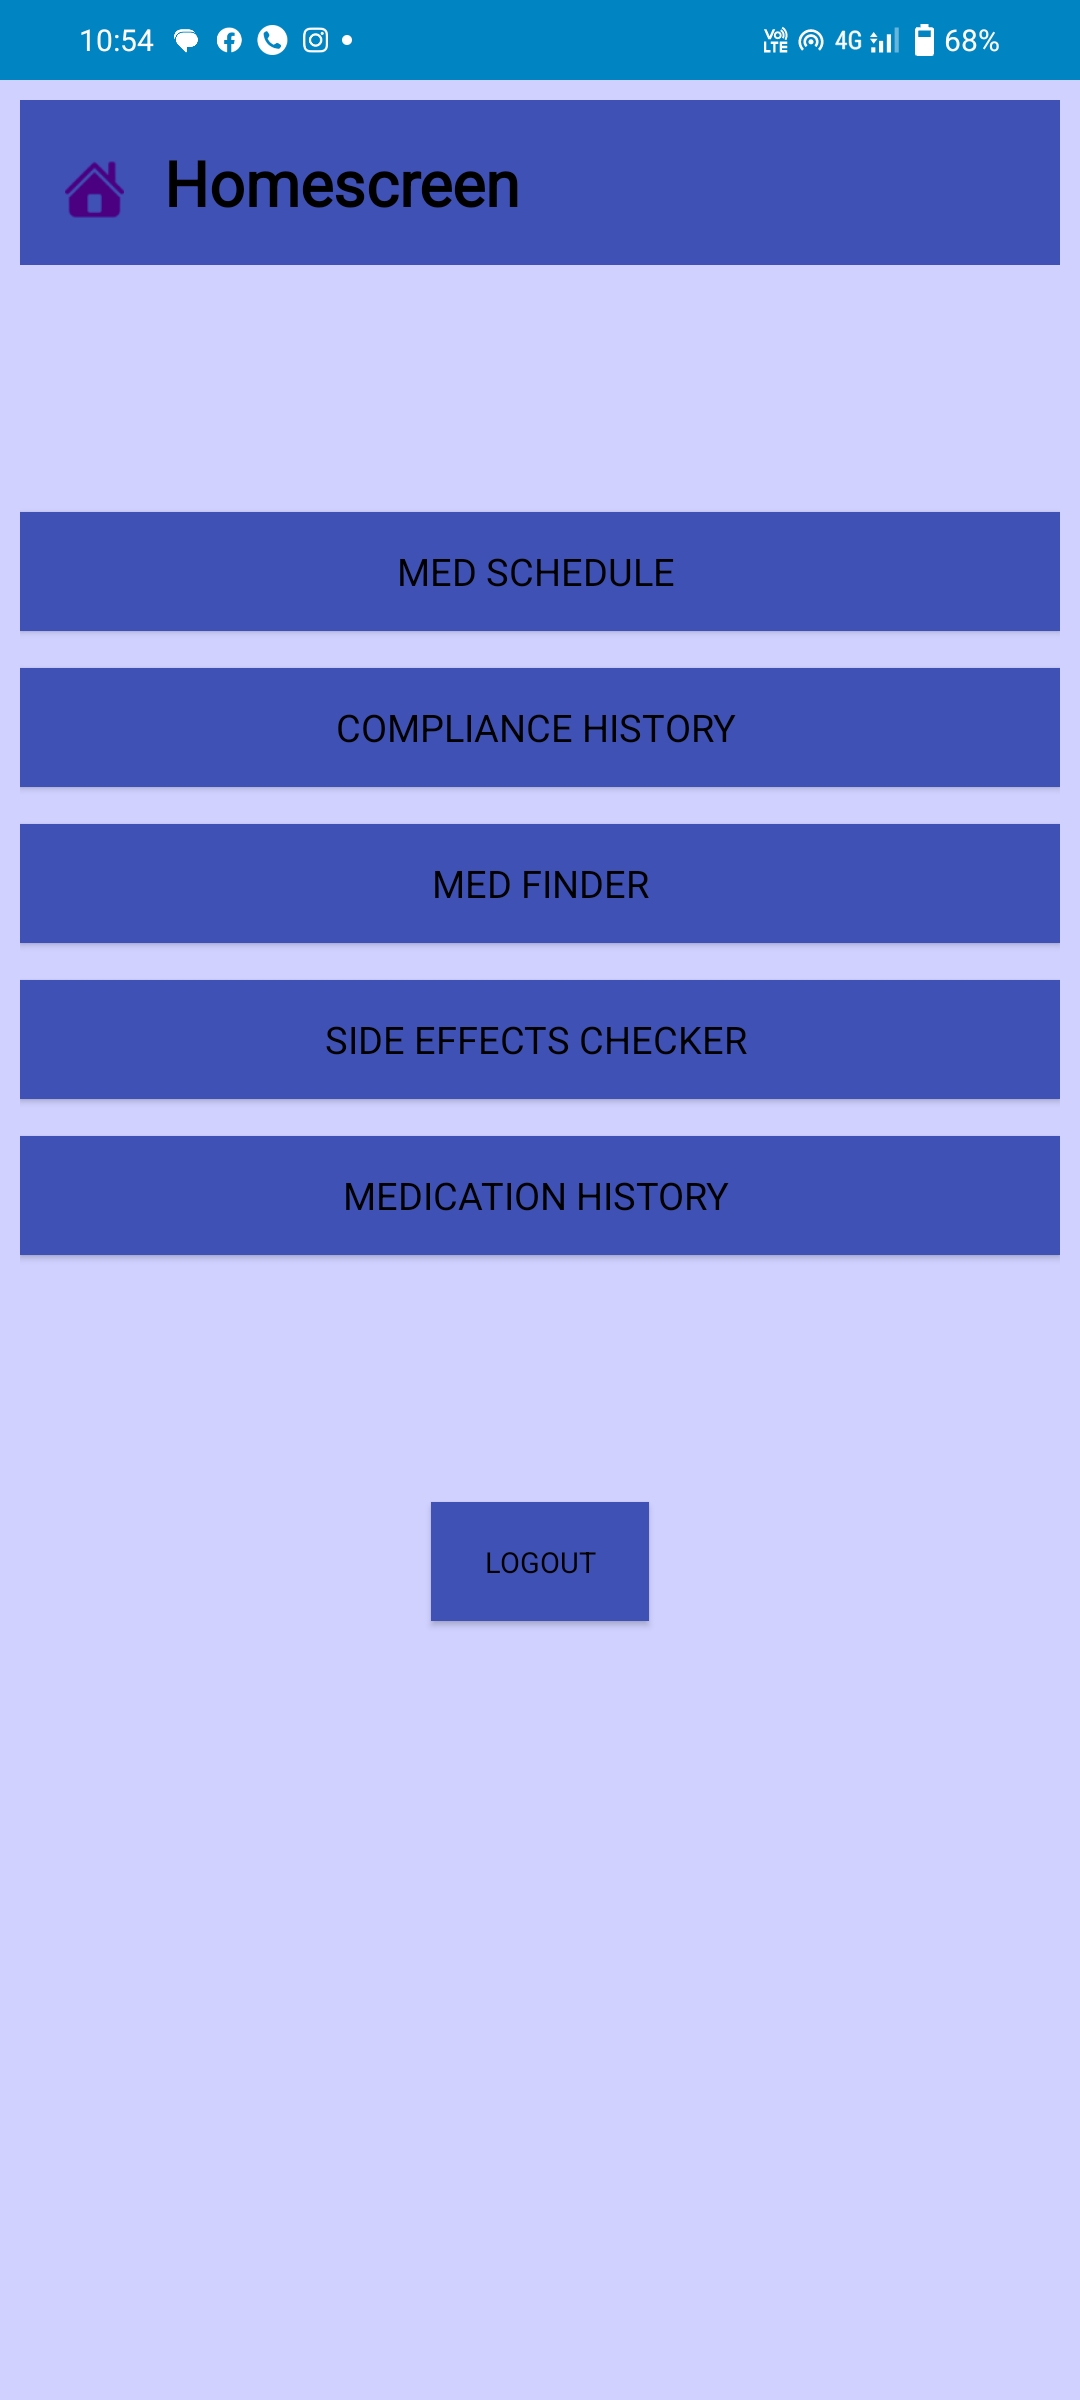 10:54 Vo) LTE 4G 68%
Homescreen
MED SCHEDULE
COMPLIANCE HISTORY
MED FINDER
SIDE EFFECTS CHECKER
MEDICATION HISTORY
LOGOUT